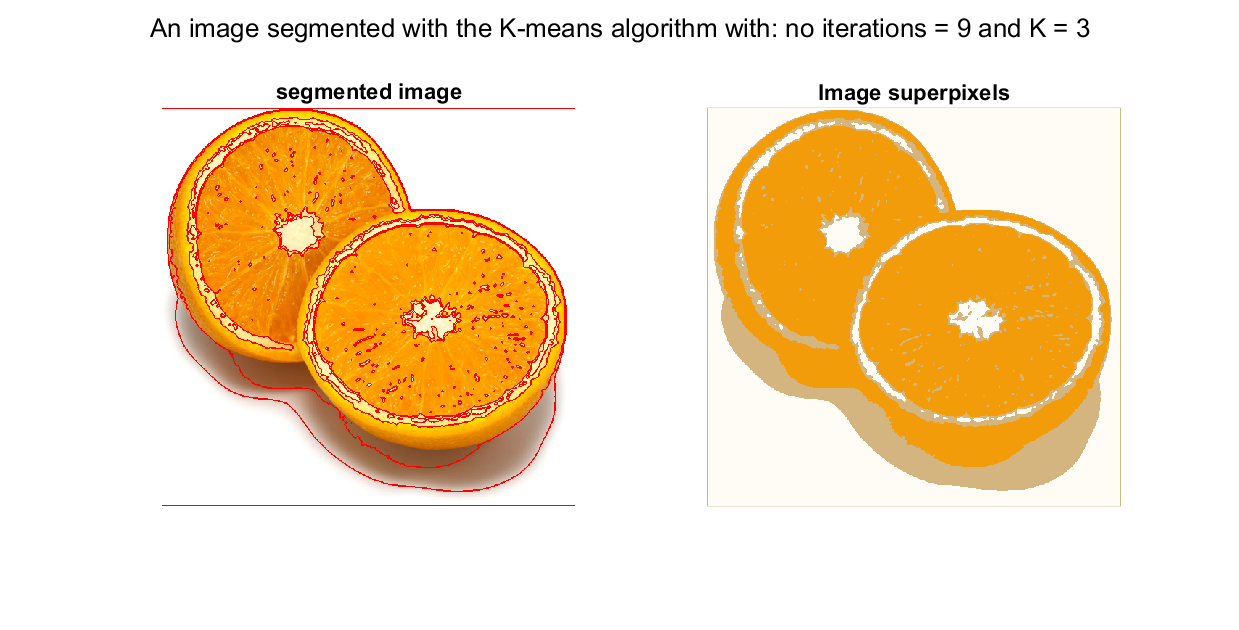 An image segmented with the K-means algorithm with: no iterations = 9 and K = 3
segmented image
Image superpixels